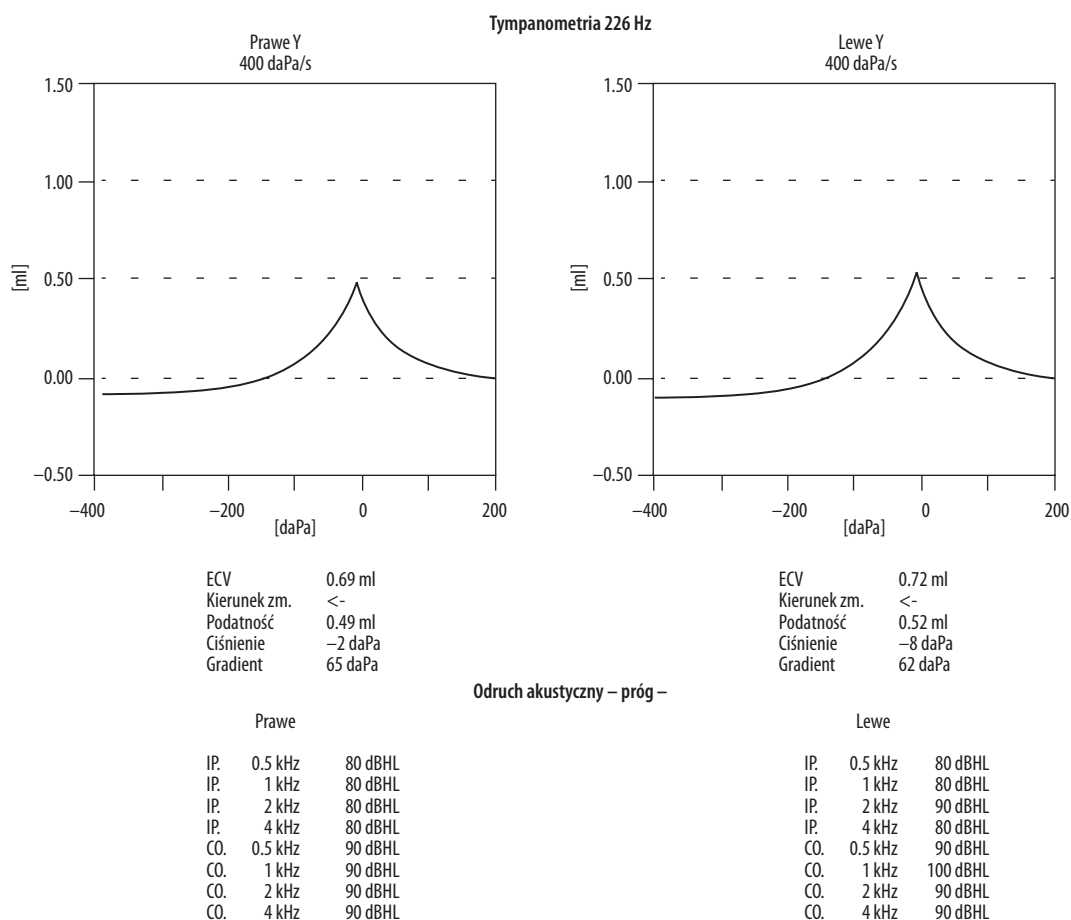 Tympanometria 226 Hz
Prawe Y
400 daPa/s
1.50
1.00
0.50
0.00
–0.50
[ml]
–400 –200 0 200
[daPa]
ECV 0.69 ml
Kierunek zm. <-
Podatność 0.49 ml
Ciśnienie –2 daPa
Gradient 65 daPa
Lewe Y
400 daPa/s
1.50
1.00
0.50
0.00
–0.50
[ml]
–400 –200 0 200
[daPa]
ECV 0.72 ml
Kierunek zm. <-
Podatność 0.52 ml
Ciśnienie –8 daPa
Gradient 62 daPa
Odruch akustyczny – próg –
Prawe
IP. 0.5 kHz 80 dBHL
IP. 1 kHz 80 dBHL
IP. 2 kHz 80 dBHL
IP. 4 kHz 80 dBHL
CO. 0.5 kHz 90 dBHL
CO. 1 kHz 90 dBHL
CO. 2 kHz 90 dBHL
CO. 4 kHz 90 dBHL
Lewe
IP. 0.5 kHz 80 dBHL
IP. 1 kHz 80 dBHL
IP. 2 kHz 90 dBHL
IP. 4 kHz 80 dBHL
CO. 0.5 kHz 90 dBHL
CO. 1 kHz 100 dBHL
CO. 2 kHz 90 dBHL
CO. 4 kHz 90 dBHL